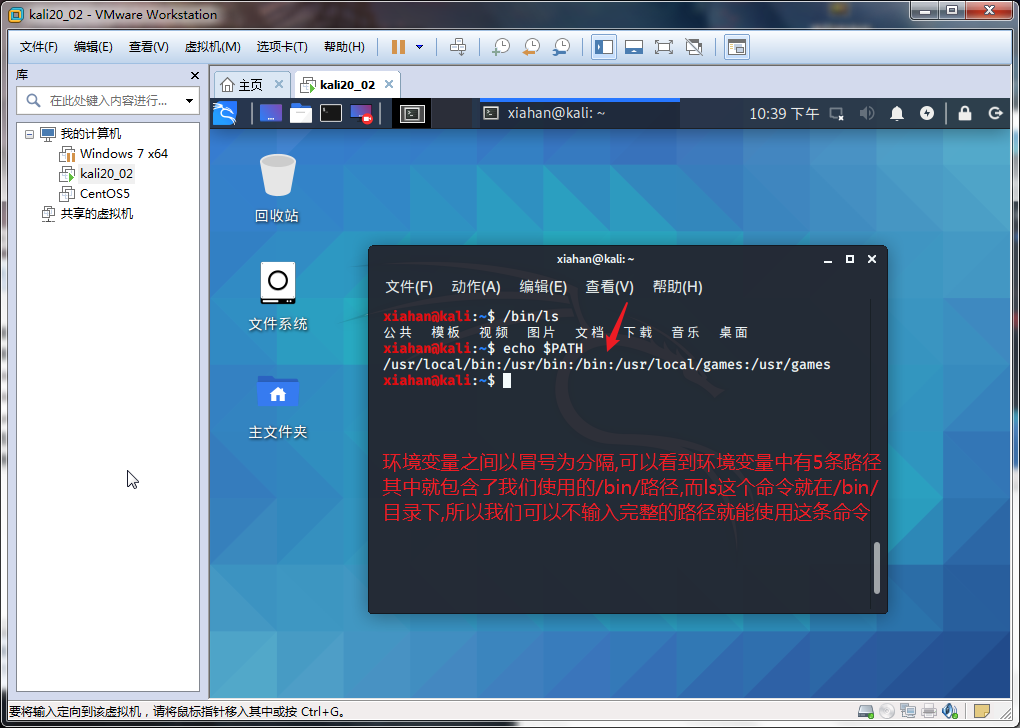 kali20_02 - VMware Workstation
文件(F) 编辑(E) 查看(V) 虚拟机(M) 选项卡(T) 帮助(H)
库
在此处键入内容进行...
我的计算机
Windows 7 x64
kali20_02
CentOS5
共享的虚拟机
主页 kali20_02
xiahan@kali: ~ 10:39 下午
回收站
文件系统
主文件夹
xiahan@kali: ~
文件(F) 动作(A) 编辑(E) 查看(V) 帮助(H)
xiahan@kali:~$ /bin/ls
公共 模板 视频 图片 文档 下载 音乐 桌面
xiahan@kali:~$ echo $PATH
/usr/local/bin:/usr/bin:/bin:/usr/local/games:/usr/games
xiahan@kali:~$
环境变量之间以冒号为分隔,可以看到环境变量中有5条路径
其中就包含了我们使用的/bin/路径,而ls这个命令就在/bin/
目录下,所以我们可以不输入完整的路径就能使用这条命令
要将输入定向到该虚拟机，请将鼠标指针移入其中或按 Ctrl+G。